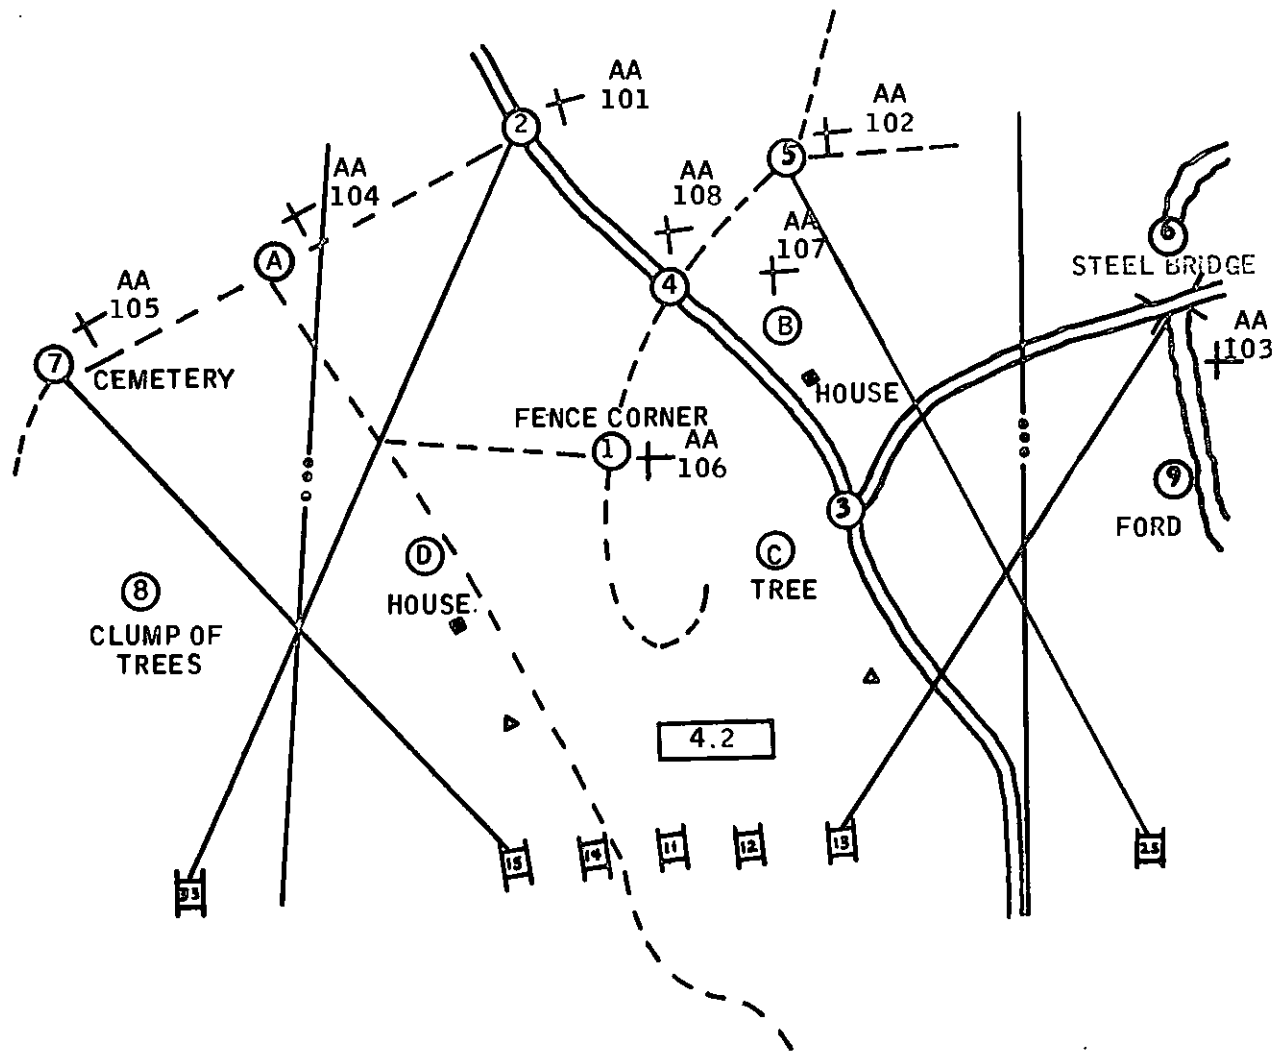 AA
101
2
AA
102
5
AA
108
AA
104
AA
107
6
STEEL BRIDGE
A
AA
105
4
B
AA
103
7
CEMETERY
HOUSE
FENCE CORNER
1
AA
106
9
3
FORD
D
C
TREE
HOUSE
8
CLUMP OF
TREES
4.2
33
15
14
11
12
13
25